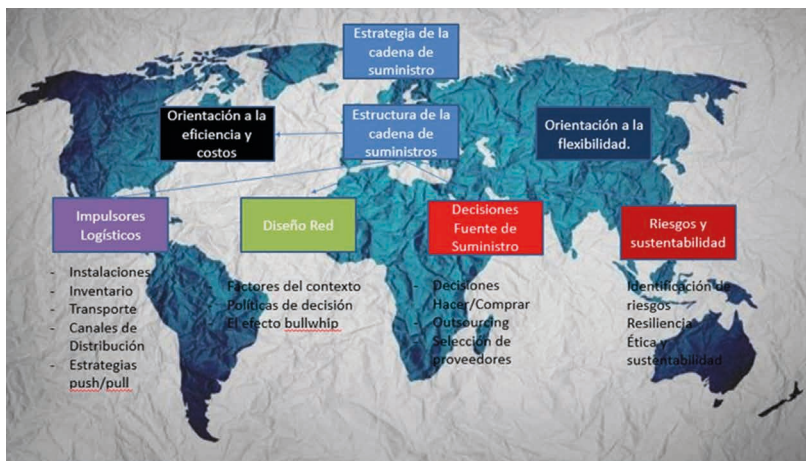 Estrategia de la
cadena de
suministro
Orientación a la
eficiencia y
costos
Estructura de la
cadena de
suministros
Orientación a la
flexibilidad.
Impulsores
Logísticos
Diseño Red
Decisiones
Fuente de
Suministro
Riesgos y
sustentabilidad
- Instalaciones
- Inventario
- Transporte
- Canales de
Distribución
- Estrategias
push/pull
- Factores del contexto
- Políticas de decisión
- El efecto bullwhip
- Decisiones
Hacer/Comprar
- Outsourcing
- Selección de
proveedores
Identificación de
riesgos
Resiliencia
Ética y
sustentabilidad